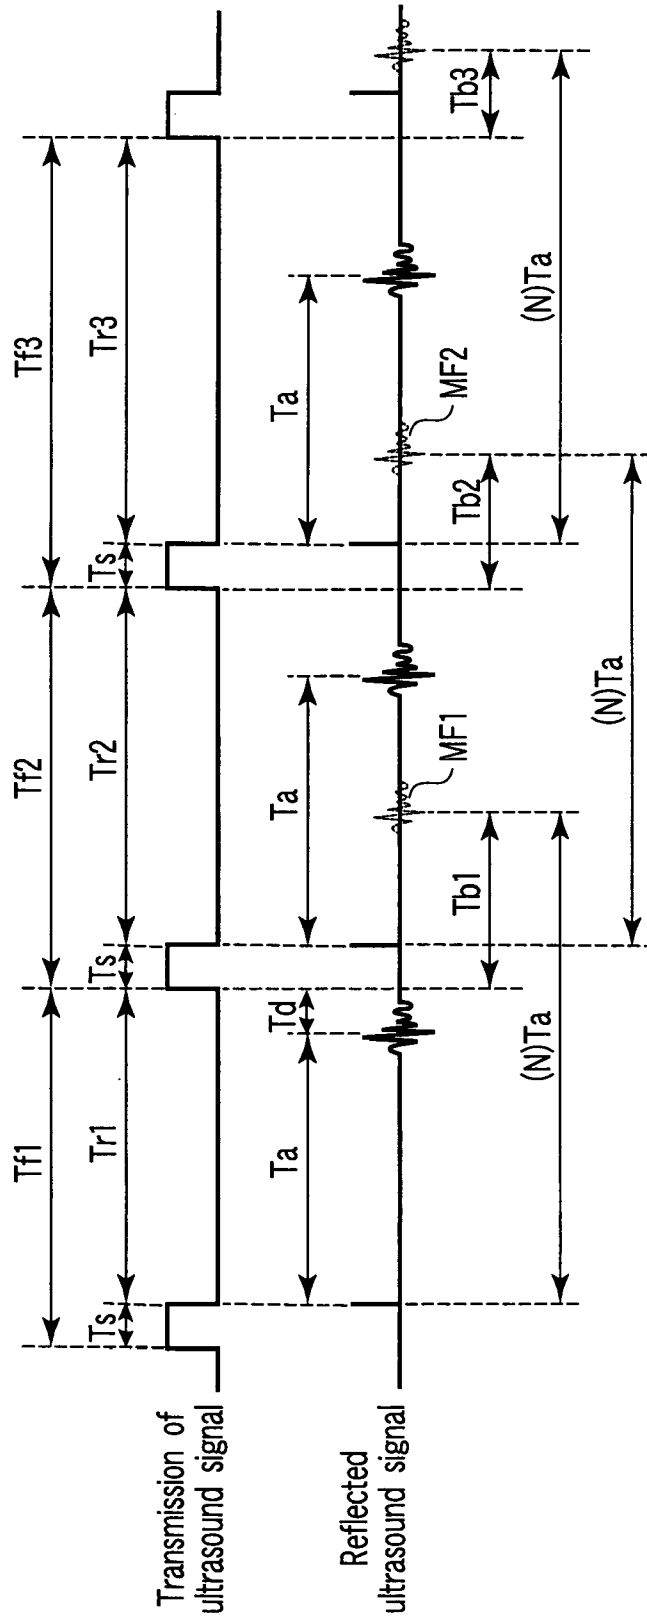 Tf1
Tf2
Tf3
Ts
Tr1
Ts
Tr2
Ts
Tr3
Transmission of
ultrasound signal
Ta
Td
Ta
Ta
Reflected
ultrasound signal
MF1
MF2
Tb1
Tb2
Tb3
(N)Ta
(N)Ta
(N)Ta